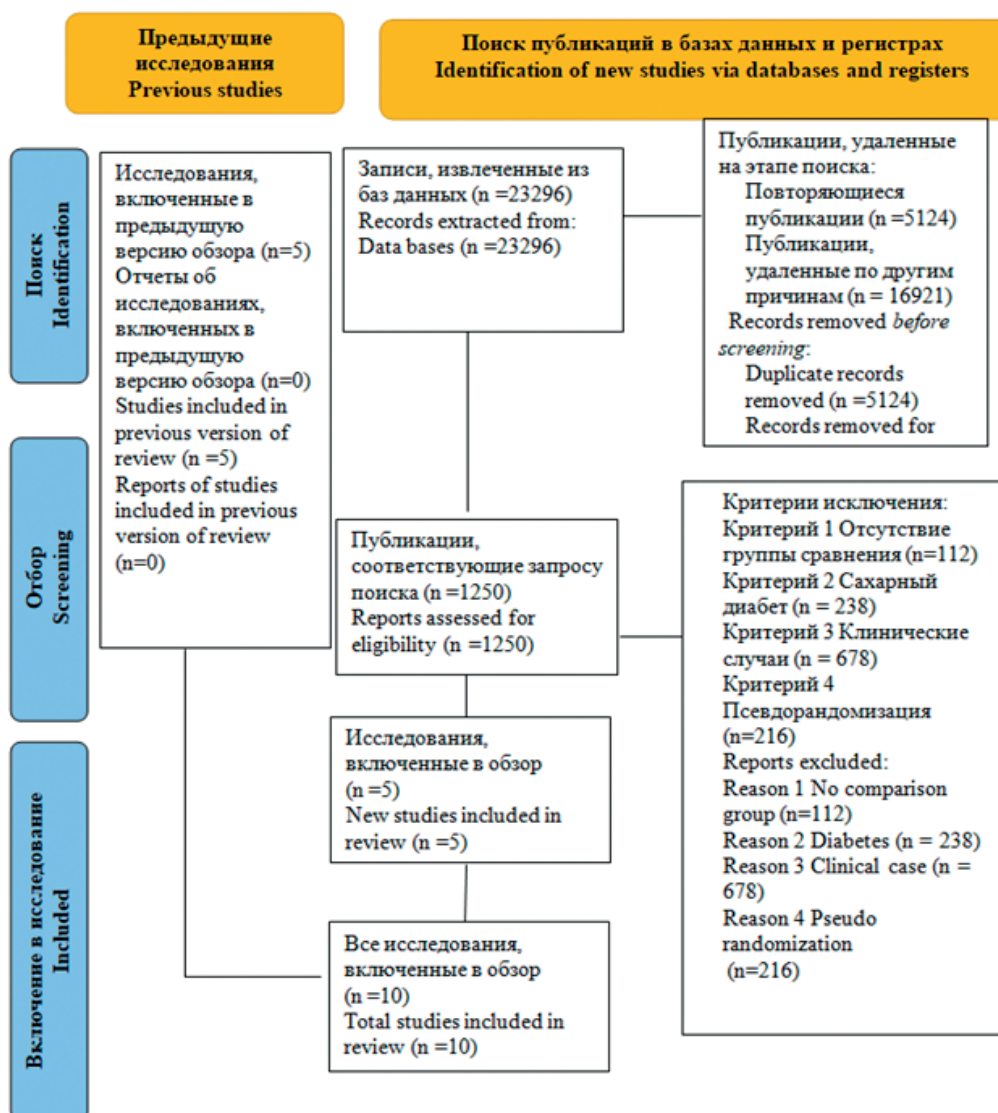 Предыдущие
исследования
Previous studies
Поиск публикаций в базах данных и регистрах
Identification of new studies via databases and registers
Поиск
Identification
Исследования,
включенные в
предыдущую
версию обзора (n=5)
Отчеты об
исследованиях,
включенных в
предыдущую
версию обзора (n=0)
Studies included in
previous version of
review (n =5)
Reports of studies
included in previous
version of review
(n=0)
Записи, извлеченные из
баз данных (n =23296)
Records extracted from:
Data bases (n =23296)
Публикации, удаленные
на этапе поиска:
Повторяющиеся
публикации (n =5124)
Публикации,
удаленные по другим
причинам (n = 16921)
Records removed before
screening:
Duplicate records
removed (n =5124)
Records removed for
Отбор
Screening
Публикации,
соответствующие запросу
поиска (n =1250)
Reports assessed for
eligibility (n =1250)
Критерии исключения:
Критерий 1 Отсутствие
группы сравнения (n=112)
Критерий 2 Сахарный
диабет (n = 238)
Критерий 3 Клинические
случаи (n = 678)
Критерий 4
Псевдорандомизация
(n=216)
Reports excluded:
Reason 1 No comparison
group (n=112)
Reason 2 Diabetes (n = 238)
Reason 3 Clinical case (n =
678)
Reason 4 Pseudo
randomization
(n=216)
Включение в исследование
Included
Исследования,
включенные в обзор
(n =5)
New studies included in
review (n =5)
Все исследования,
включенные в обзор
(n =10)
Total studies included in
review (n =10)